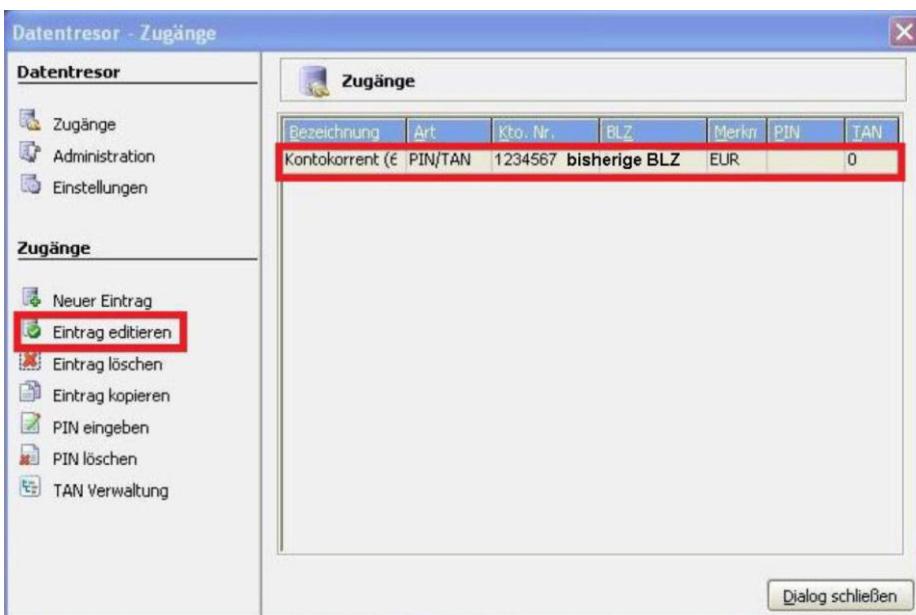 Datentresor - Zugänge
Datentresor
Zugänge
Administration
Einstellungen
Zugänge
Neuer Eintrag
Eintrag editieren
Eintrag löschen
Eintrag kopieren
PIN eingeben
PIN löschen
TAN Verwaltung
Zugänge
Bezeichnung Art Kto. Nr. BLZ Merkn PIN TAN
Kontokorrent (6 PIN/TAN 1234567 bisherige BLZ EUR 0
Dialog schließen